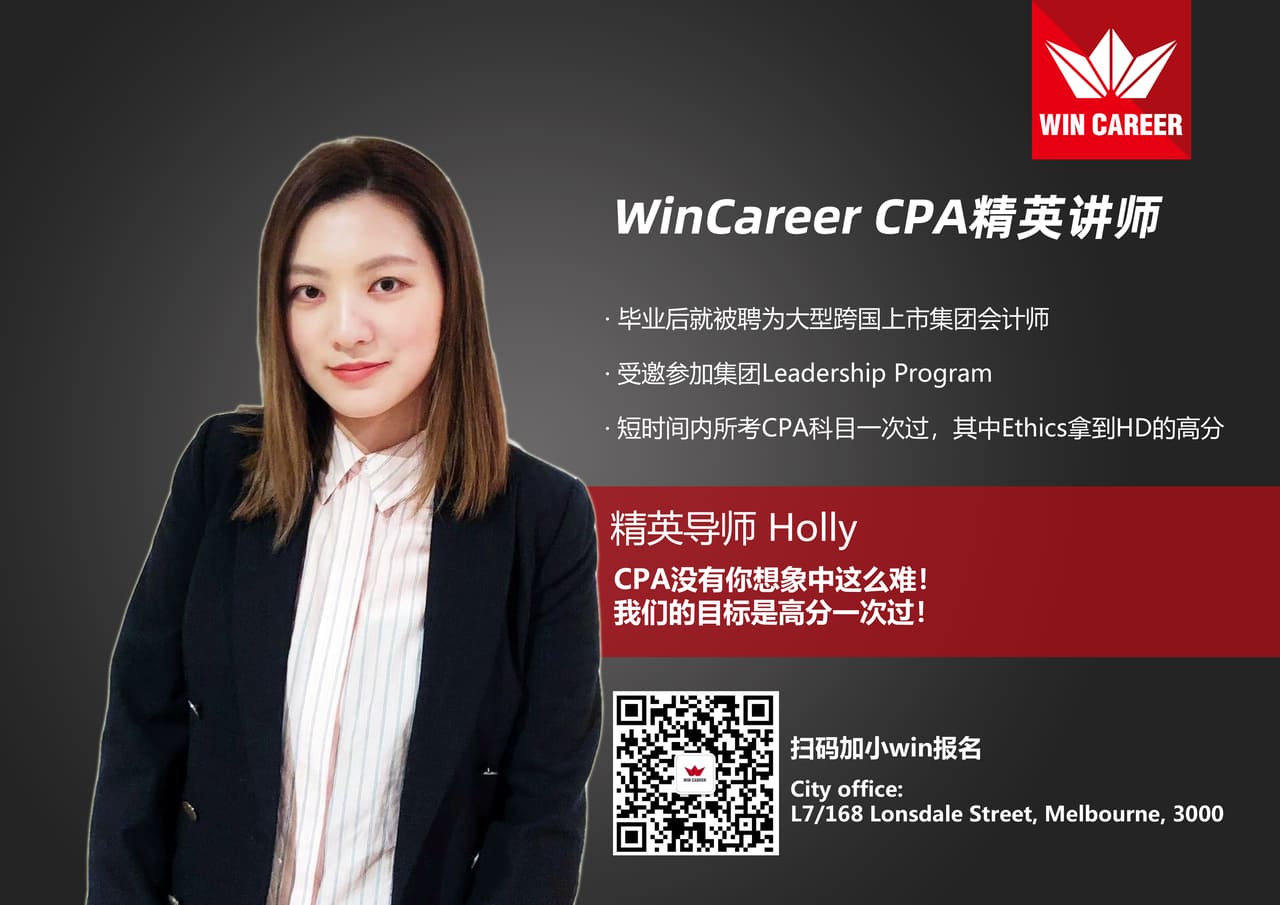 WIN CAREER
WinCareer CPA精英讲师
· 毕业后就被聘为大型跨国上市集团会计师
· 受邀参加集团Leadership Program
· 短时间内所考CPA科目一次过，其中Ethics拿到HD的高分
精英导师 Holly
CPA没有你想象中这么难！
我们的目标是高分一次过！
WIN CAREER
扫码加小win报名
City office:
L7/168 Lonsdale Street, Melbourne, 3000